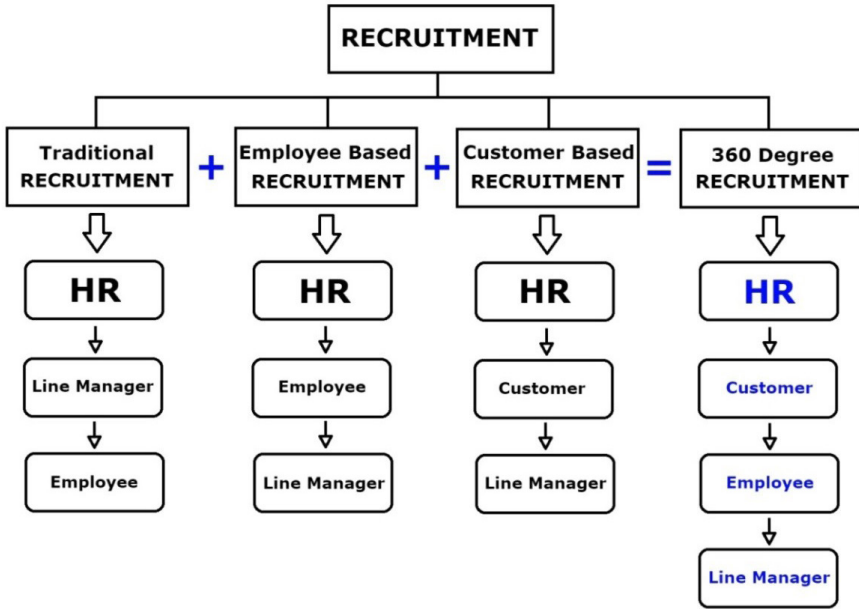 RECRUITMENT
Traditional
RECRUITMENT
+
Employee Based
RECRUITMENT
+
Customer Based
RECRUITMENT
=
360 Degree
RECRUITMENT
HR
HR
HR
HR
Line Manager
Employee
Customer
Customer
Employee
Line Manager
Line Manager
Employee
Line Manager